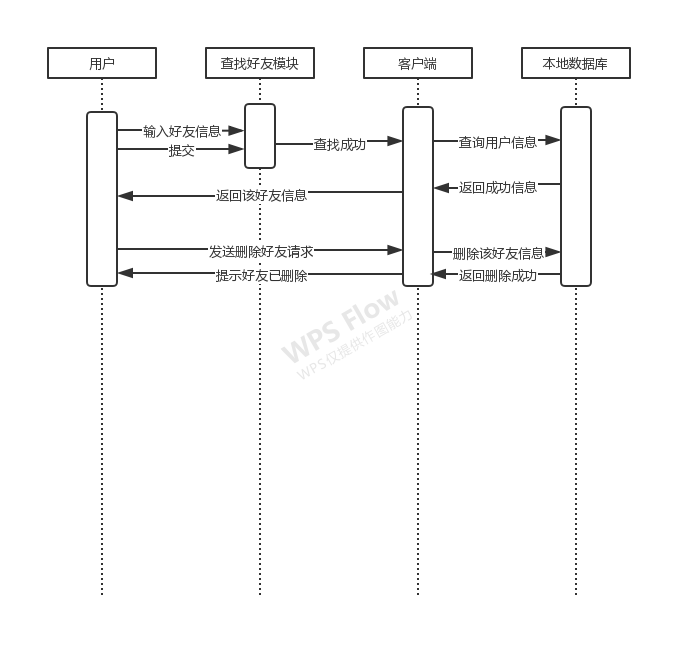 用户
查找好友模块
客户端
本地数据库
输入好友信息
提交
查找成功
查询用户信息
返回成功信息
返回该好友信息
发送删除好友请求
删除该好友信息
提示好友已删除
返回删除成功
WPS Flow
WPS仅提供作图能力